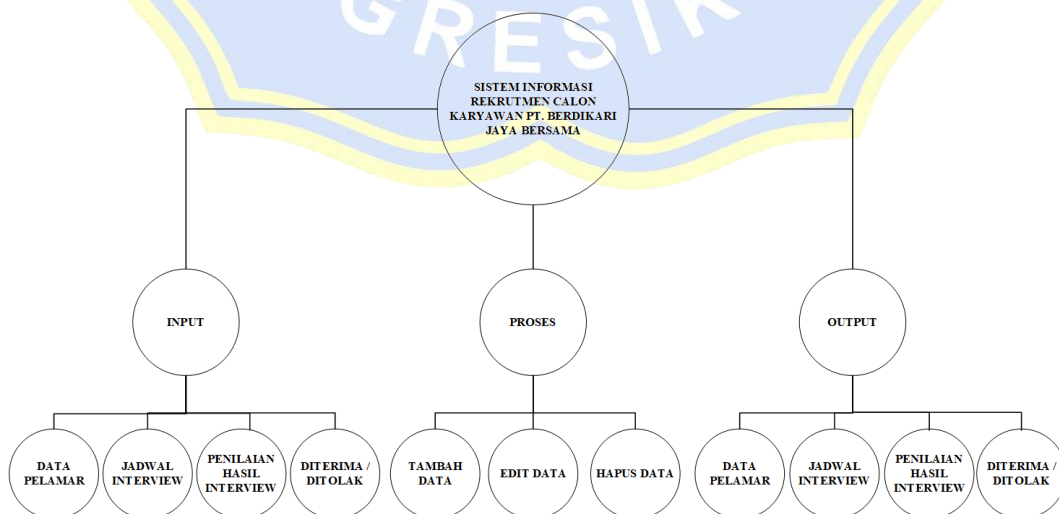 GRESIK
SISTEM INFORMASI
REKRUTMEN CALON
KARYAWAN PT. BERDIKARI
JAYA BERSAMA
INPUT
PROSES
OUTPUT
DATA
PELAMAR
JADWAL
INTERVIEW
PENILAIAN
HASIL
INTERVIEW
DITERIMA /
DITOLAK
TAMBAH
DATA
EDIT DATA
HAPUS DATA
DATA
PELAMAR
JADWAL
INTERVIEW
PENILAIAN
HASIL
INTERVIEW
DITERIMA /
DITOLAK